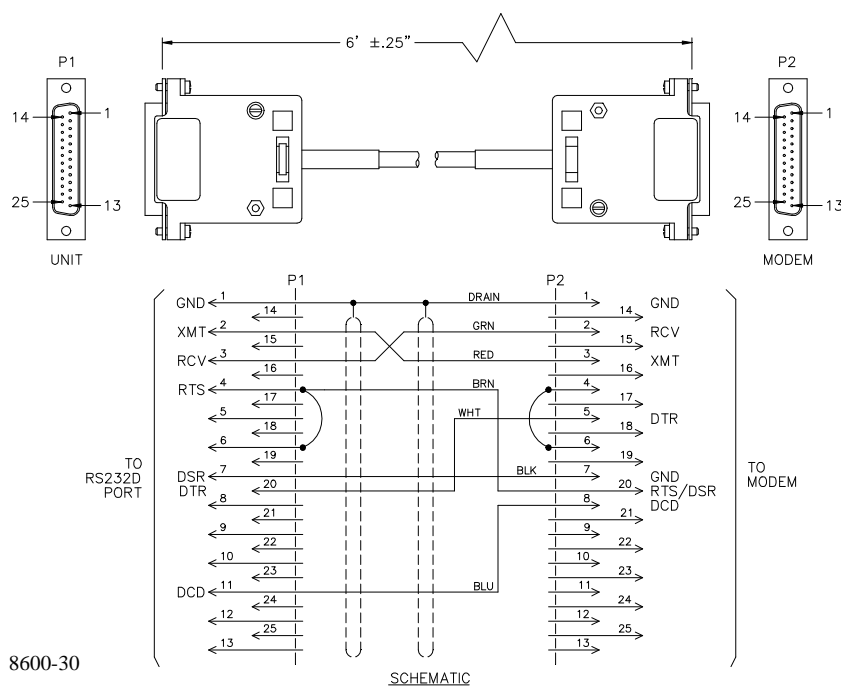 6' ±.25"
P1
P2
14 1
14 1
25 13
25 13
UNIT
MODEM
P1
P2
GND 1 DRAIN 1 GND
14 14
XMT 2 GRN 2 RCV
15 15
RCV 3 RED 3 XMT
16 16
RTS 4 BRN 4
17 17
5 WHT 5 DTR
18 18
6 6
19 19
DSR 7 BLK 7 GND
DTR 20 20 RTS/DSR
8 8 DCD
21 21
9 9
22 22
10 10
23 23
DCD 11 BLU 11
24 24
12 12
25 25
13 13
TO
RS232D
PORT
TO
MODEM
8600-30
SCHEMATIC